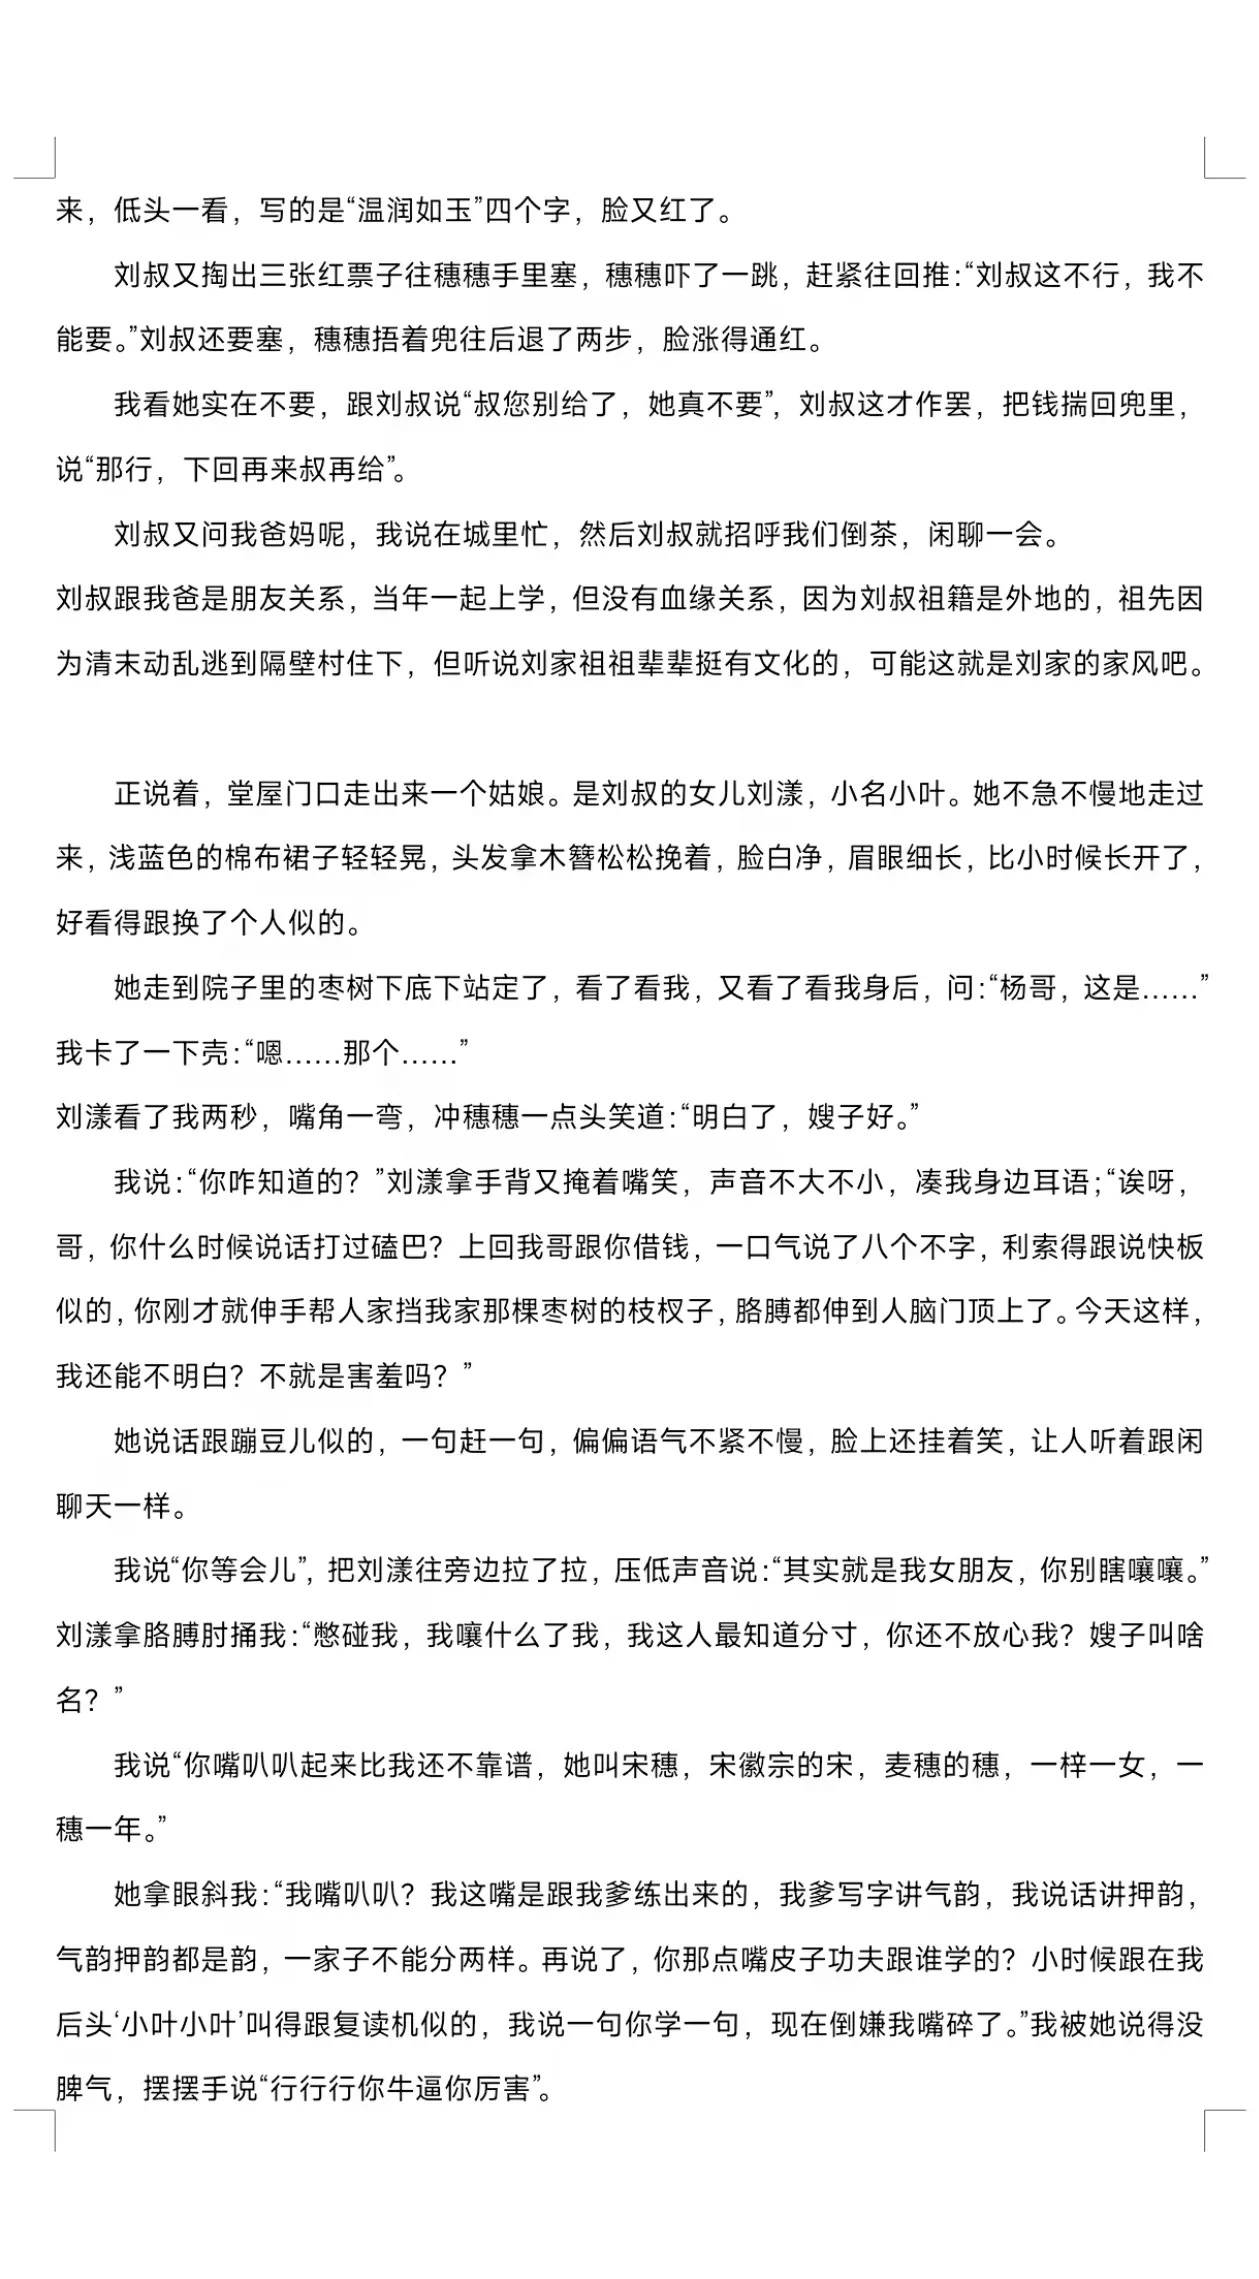 来，低头一看，写的是“温润如玉”四个字，脸又红了。
刘叔又掏出三张红票子往穗穗手里塞，穗穗吓了一跳，赶紧往回推：“刘叔这不行，我不
能要。”刘叔还要塞，穗穗捂着兜往后退了两步，脸涨得通红。
我看她实在不要，跟刘叔说“叔您别给了，她真不要”，刘叔这才作罢，把钱揣回兜里，
说“那行，下回再来叔再给”。
刘叔又问我爸妈呢，我说在城里忙，然后刘叔就招呼我们倒茶，闲聊一会。
刘叔跟我爸是朋友关系，当年一起上学，但没有血缘关系，因为刘叔祖籍是外地的，祖先因
为清末动乱逃到隔壁村住下，但听说刘家祖祖辈辈挺有文化的，可能这就是刘家的家风吧。
正说着，堂屋门口走出来一个姑娘。是刘叔的女儿刘漾，小名小叶。她不急不慢地走过
来，浅蓝色的棉布裙子轻轻晃，头发拿木簪松松挽着，脸白净，眉眼细长，比小时候长开了，
好看得跟换了个人似的。
她走到院子里的枣树下底下站定了，看了看我，又看了看我身后，问：“杨哥，这是……”
我卡了一下壳：“嗯……那个……”
刘漾看了我两秒，嘴角一弯，冲穗穗一点头笑道：“明白了，嫂子好。”
我说：“你咋知道的？”刘漾拿手背又掩着嘴笑，声音不大不小，凑我身边耳语；“诶呀，
哥，你什么时候说话打过磕巴？上回我哥跟你借钱，一口气说了八个不字，利索得跟说快板
似的，你刚才就伸手帮人家挡我家那棵枣树的枝杈子，胳膊都伸到人脑门顶上了。今天这样，
我还能不明白？不就是害羞吗？”
她说话跟蹦豆儿似的，一句赶一句，偏偏语气不紧不慢，脸上还挂着笑，让人听着跟闲
聊天一样。
我说“你等会儿”，把刘漾往旁边拉了拉，压低声音说：“其实就是我女朋友，你别瞎嚷嚷。”
刘漾拿胳膊肘捅我：“憋碰我，我嚷什么了我，我这人最知道分寸，你还不放心我？嫂子叫啥
名？”
我说“你嘴叭叭起来比我还不靠谱，她叫宋穗，宋徽宗的宋，麦穗的穗，一梓一女，一
穗一年。”
她拿眼斜我：“我嘴叭叭？我这嘴是跟我爹练出来的，我爹写字讲气韵，我说话讲押韵，
气韵押韵都是韵，一家子不能分两样。再说了，你那点嘴皮子功夫跟谁学的？小时候跟在我
后头‘小叶小叶’叫得跟复读机似的，我说一句你学一句，现在倒嫌我嘴碎了。”我被她说得没
脾气，摆摆手说“行行行你牛逼你厉害”。